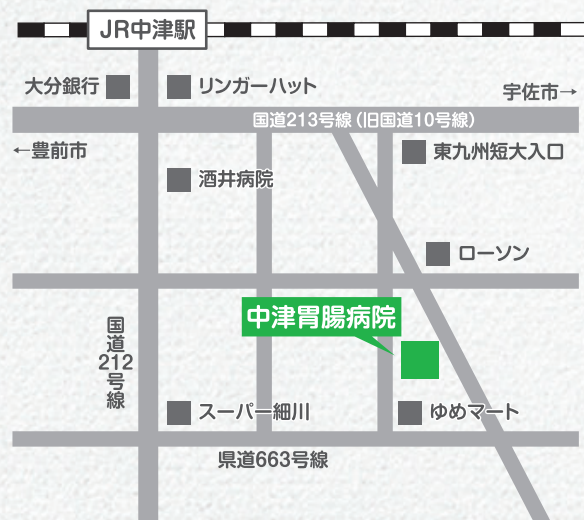 JR中津駅
大分銀行
リンガーハット
宇佐市→
国道213号線(旧国道10号線)
←豊前市
東九州短大入口
酒井病院
ローソン
中津胃腸病院
国道212号線
スーパー細川
ゆめマート
県道663号線